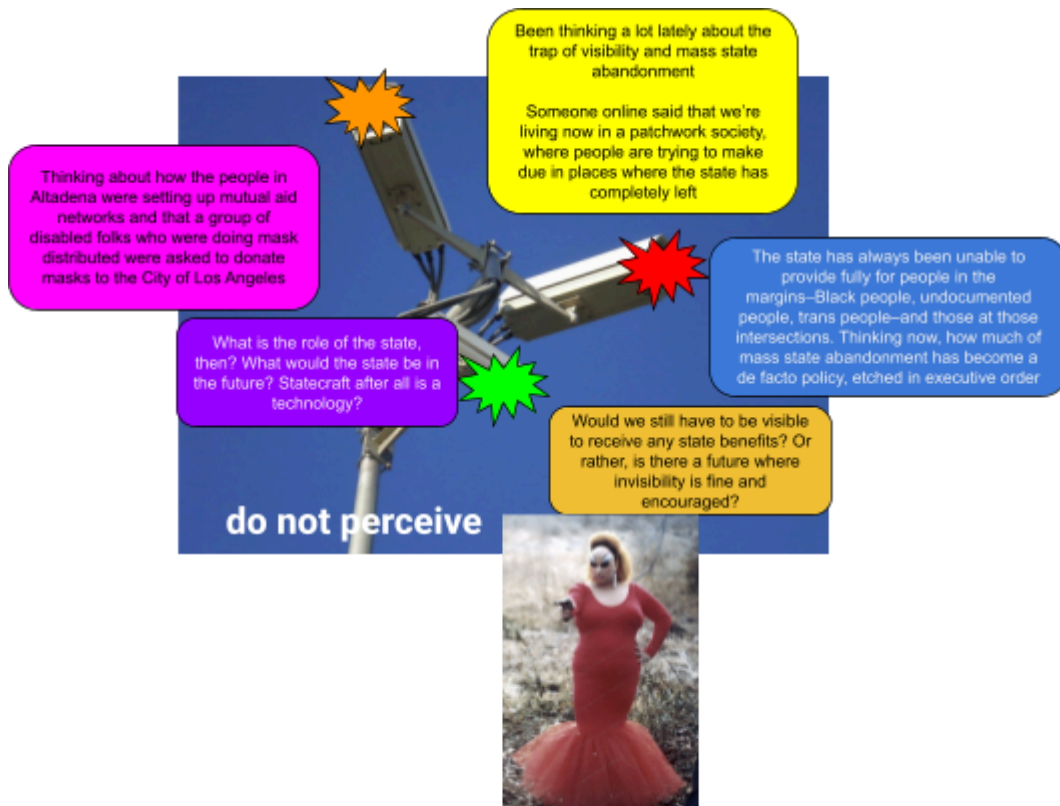 Been thinking a lot lately about the
trap of visibility and mass state
abandonment
Someone online said that we're
living now in a patchwork society,
where people are trying to make
due in places where the state has
completely left
Thinking about how the people in
Altadena were setting up mutual aid
networks and that a group of
disabled folks who were doing mask
distributed were asked to donate
masks to the City of Los Angeles
The state has always been unable to
provide fully for people in the
margins–Black people, undocumented
people, trans people–and those at those
intersections. Thinking now, how much of
mass state abandonment has become a
de facto policy, etched in executive order
What is the role of the state,
then? What would the state be in
the future? Statecraft after all is a
technology?
Would we still have to be visible
to receive any state benefits? Or
rather, is there a future where
invisibility is fine and
encouraged?
do not perceive